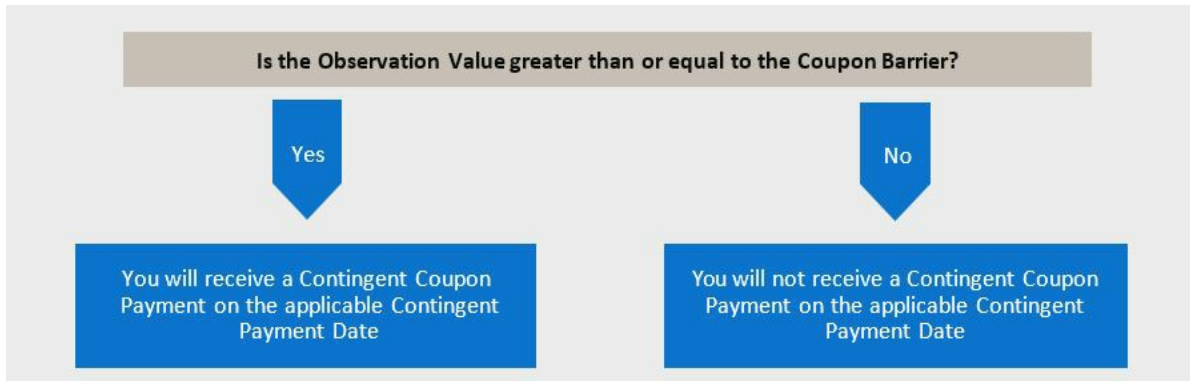 Is the Observation Value greater than or equal to the Coupon Barrier?
Yes
No
You will receive a Contingent Coupon
Payment on the applicable Contingent
Payment Date
You will not receive a Contingent Coupon
Payment on the applicable Contingent
Payment Date